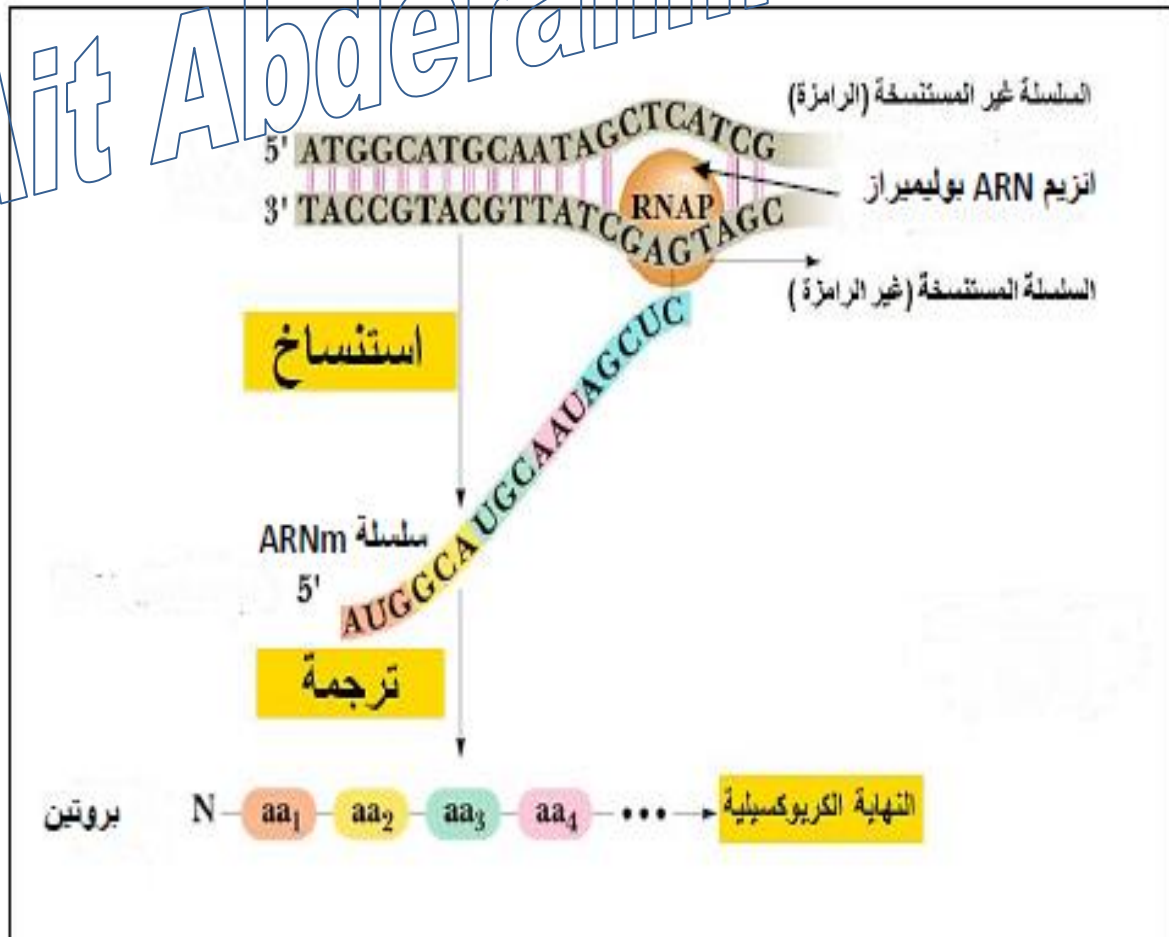 Ait Abderahm
السلسلة غير المستنسخة (الرامزة)
5' ATGGCATGCAATAGCTCATCG
انزيم ARN بوليميراز
3' TACCGTACGTTATCGAGTAGC
RNAP
السلسلة المستنسخة (غير الرامزة )
استنساخ
AUGGCAUGCAAUAGCUC
سلسلة ARNm
5'
ترجمة
بروتين
N aa1 aa2 aa3 aa4 •••
النهاية الكربوكسيلية